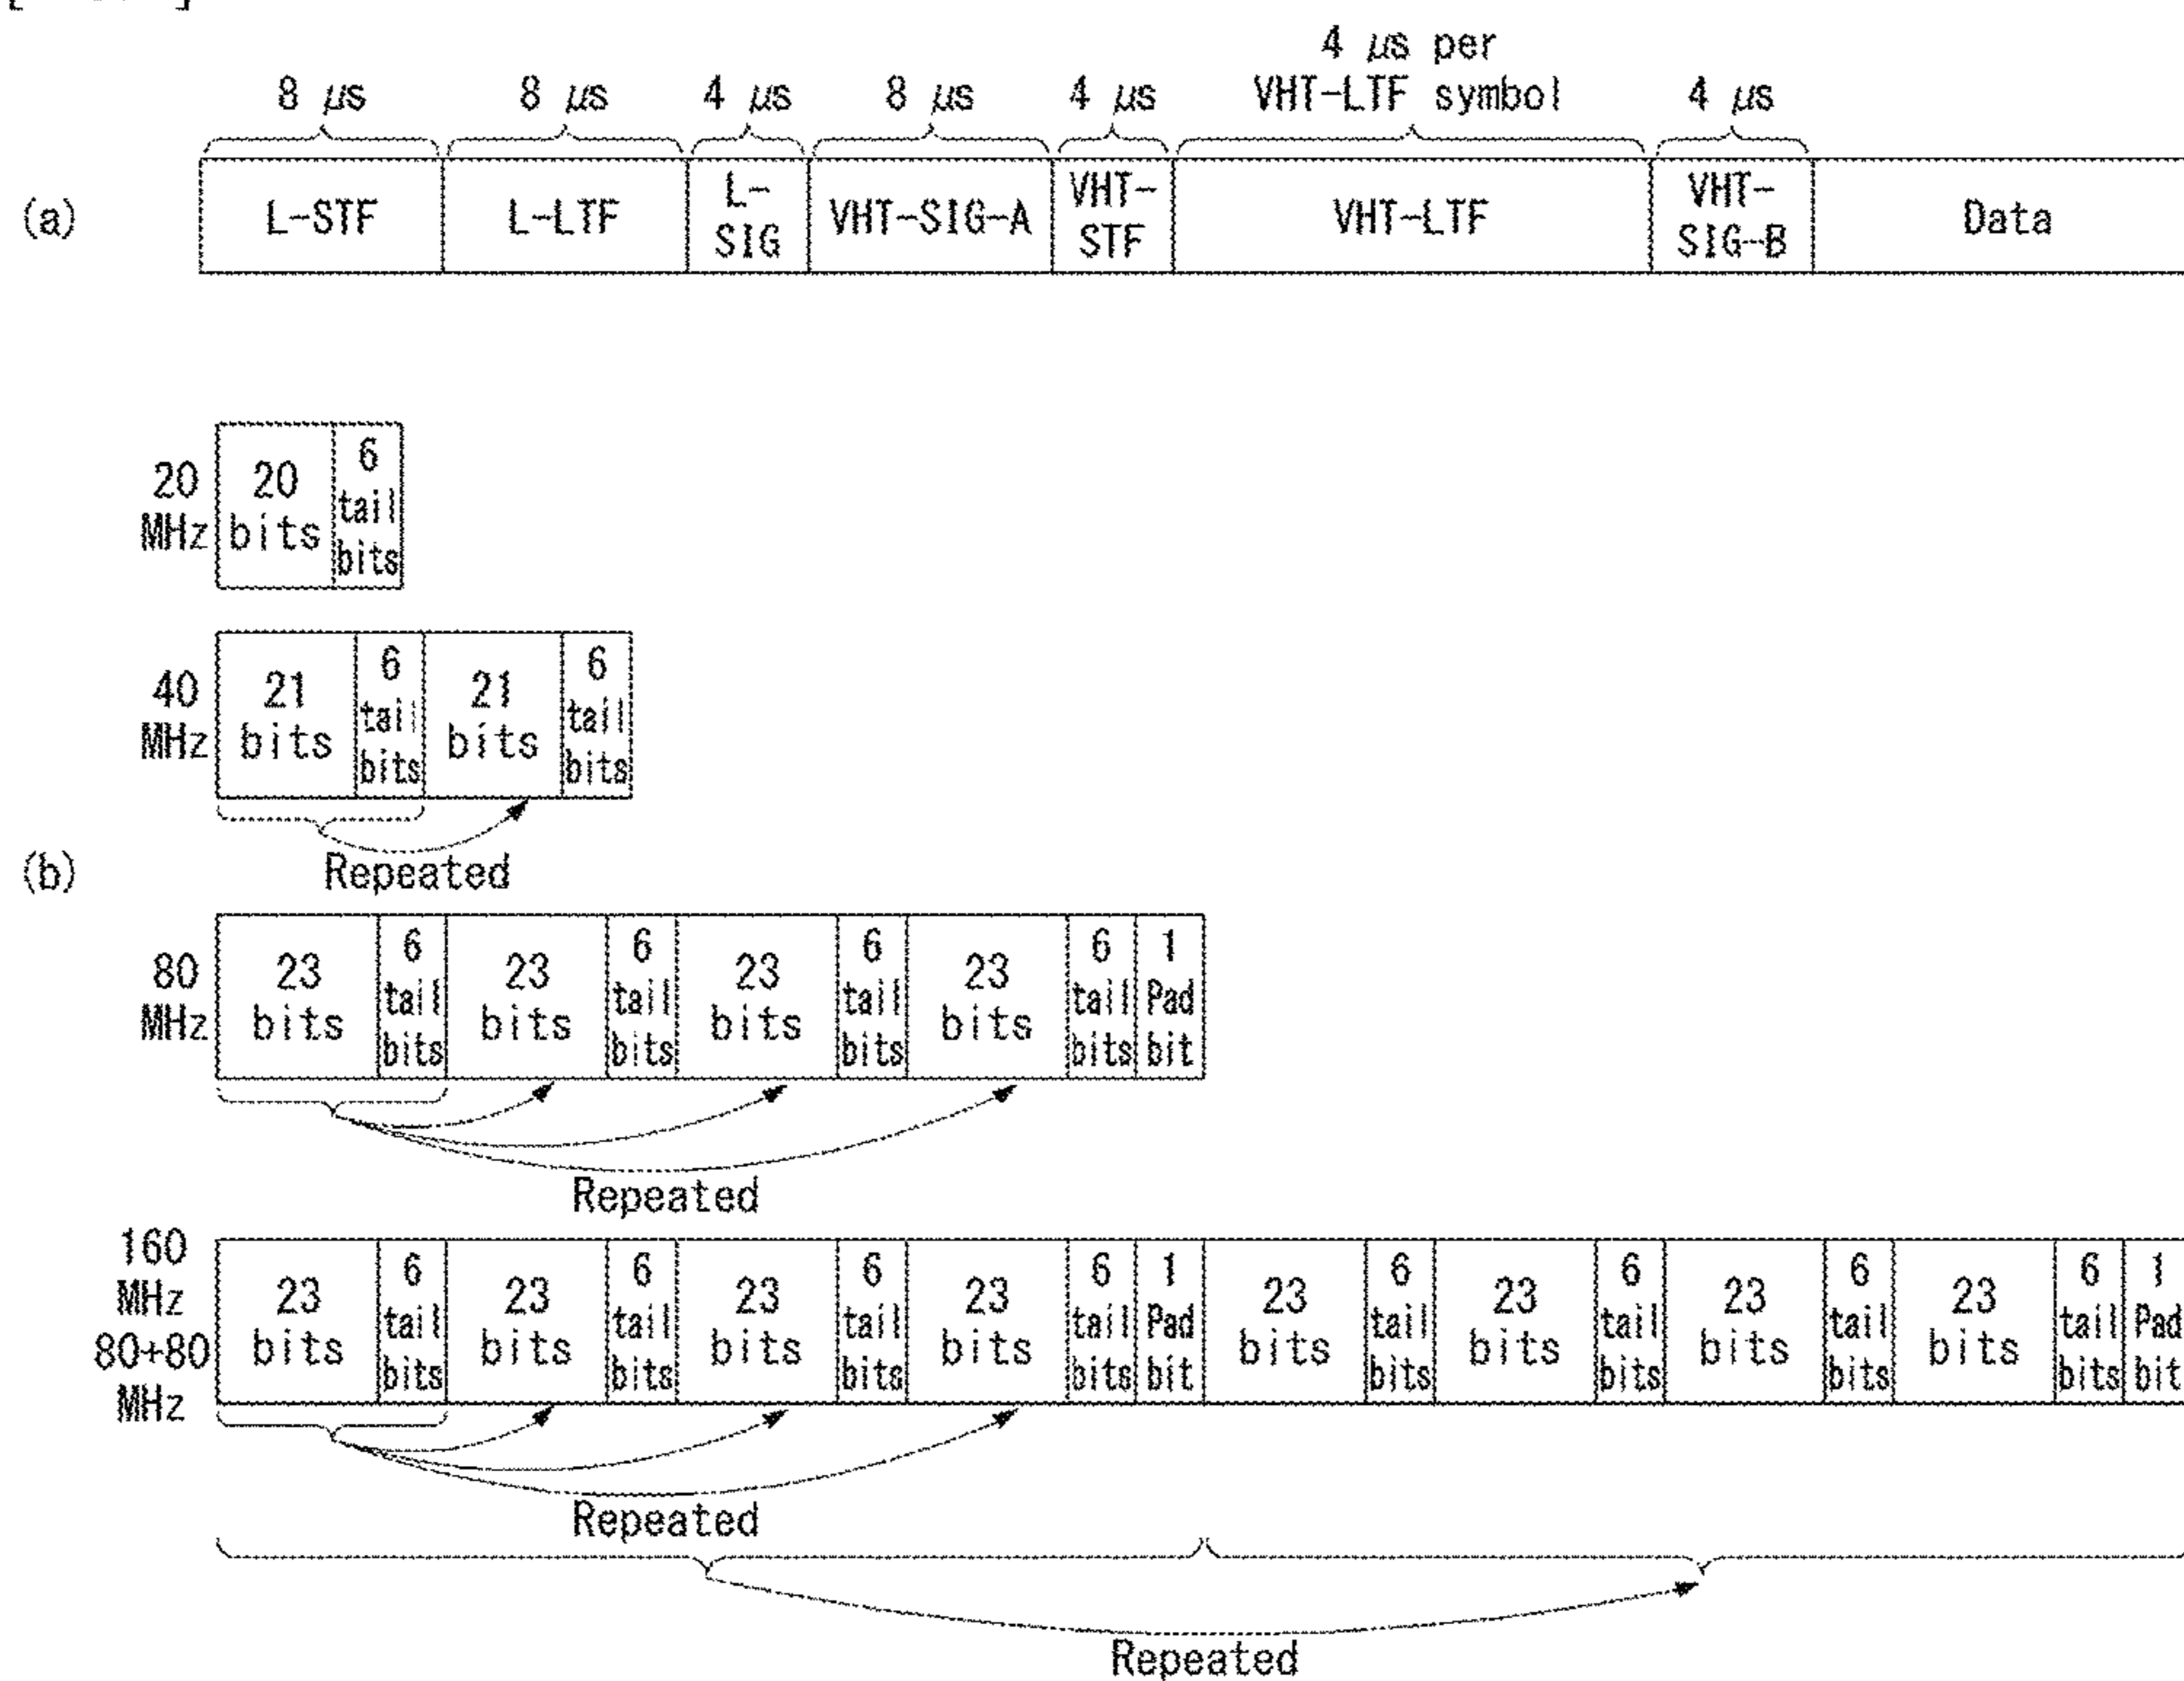 4 μs per
8 μs 8 μs 4 μs 8 μs 4 μs VHT-LTF symbol 4 μs
(a)
L-STF
L-LTF
L-
SIG
VHT-SIG-A
VHT-
STF
VHT-LTF
VHT-
SIG-B
Data
(b)
20
MHz
20
bits
6
tail
bits
40
MHz
21
bits
6
tail
bits
21
bits
6
tail
bits
Repeated
80
MHz
23
bits
6
tail
bits
23
bits
6
tail
bits
23
bits
6
tail
bits
23
bits
6
tail
bits
1
Pad
bit
Repeated
160
MHz
80+80
MHz
23
bits
6
tail
bits
23
bits
6
tail
bits
23
bits
6
tail
bits
23
bits
6
tail
bits
1
Pad
bit
23
bits
6
tail
bits
23
bits
6
tail
bits
23
bits
6
tail
bits
23
bits
6
tail
bits
1
Pad
bit
Repeated
Repeated